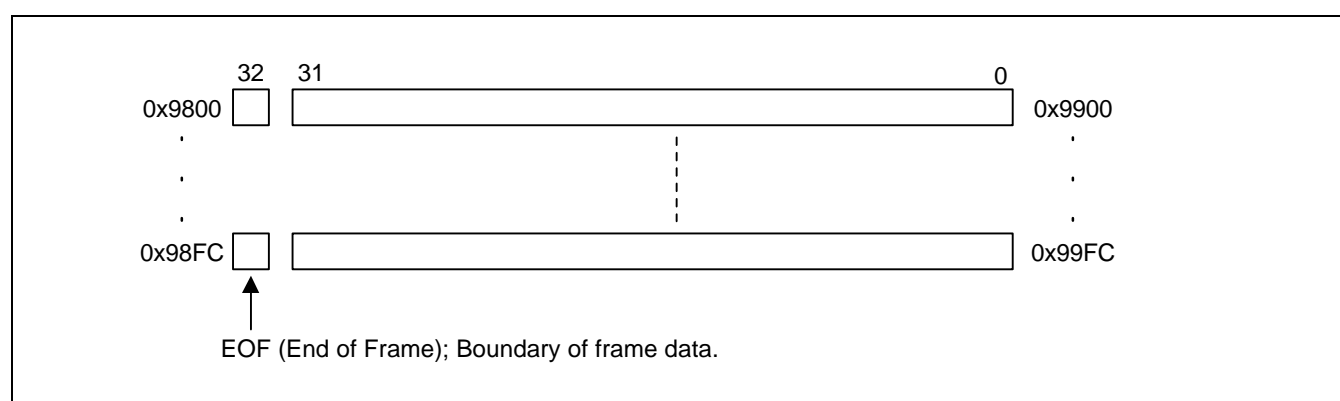 32 31 0
0x9800 0x9900
0x98FC 0x99FC
EOF (End of Frame); Boundary of frame data.